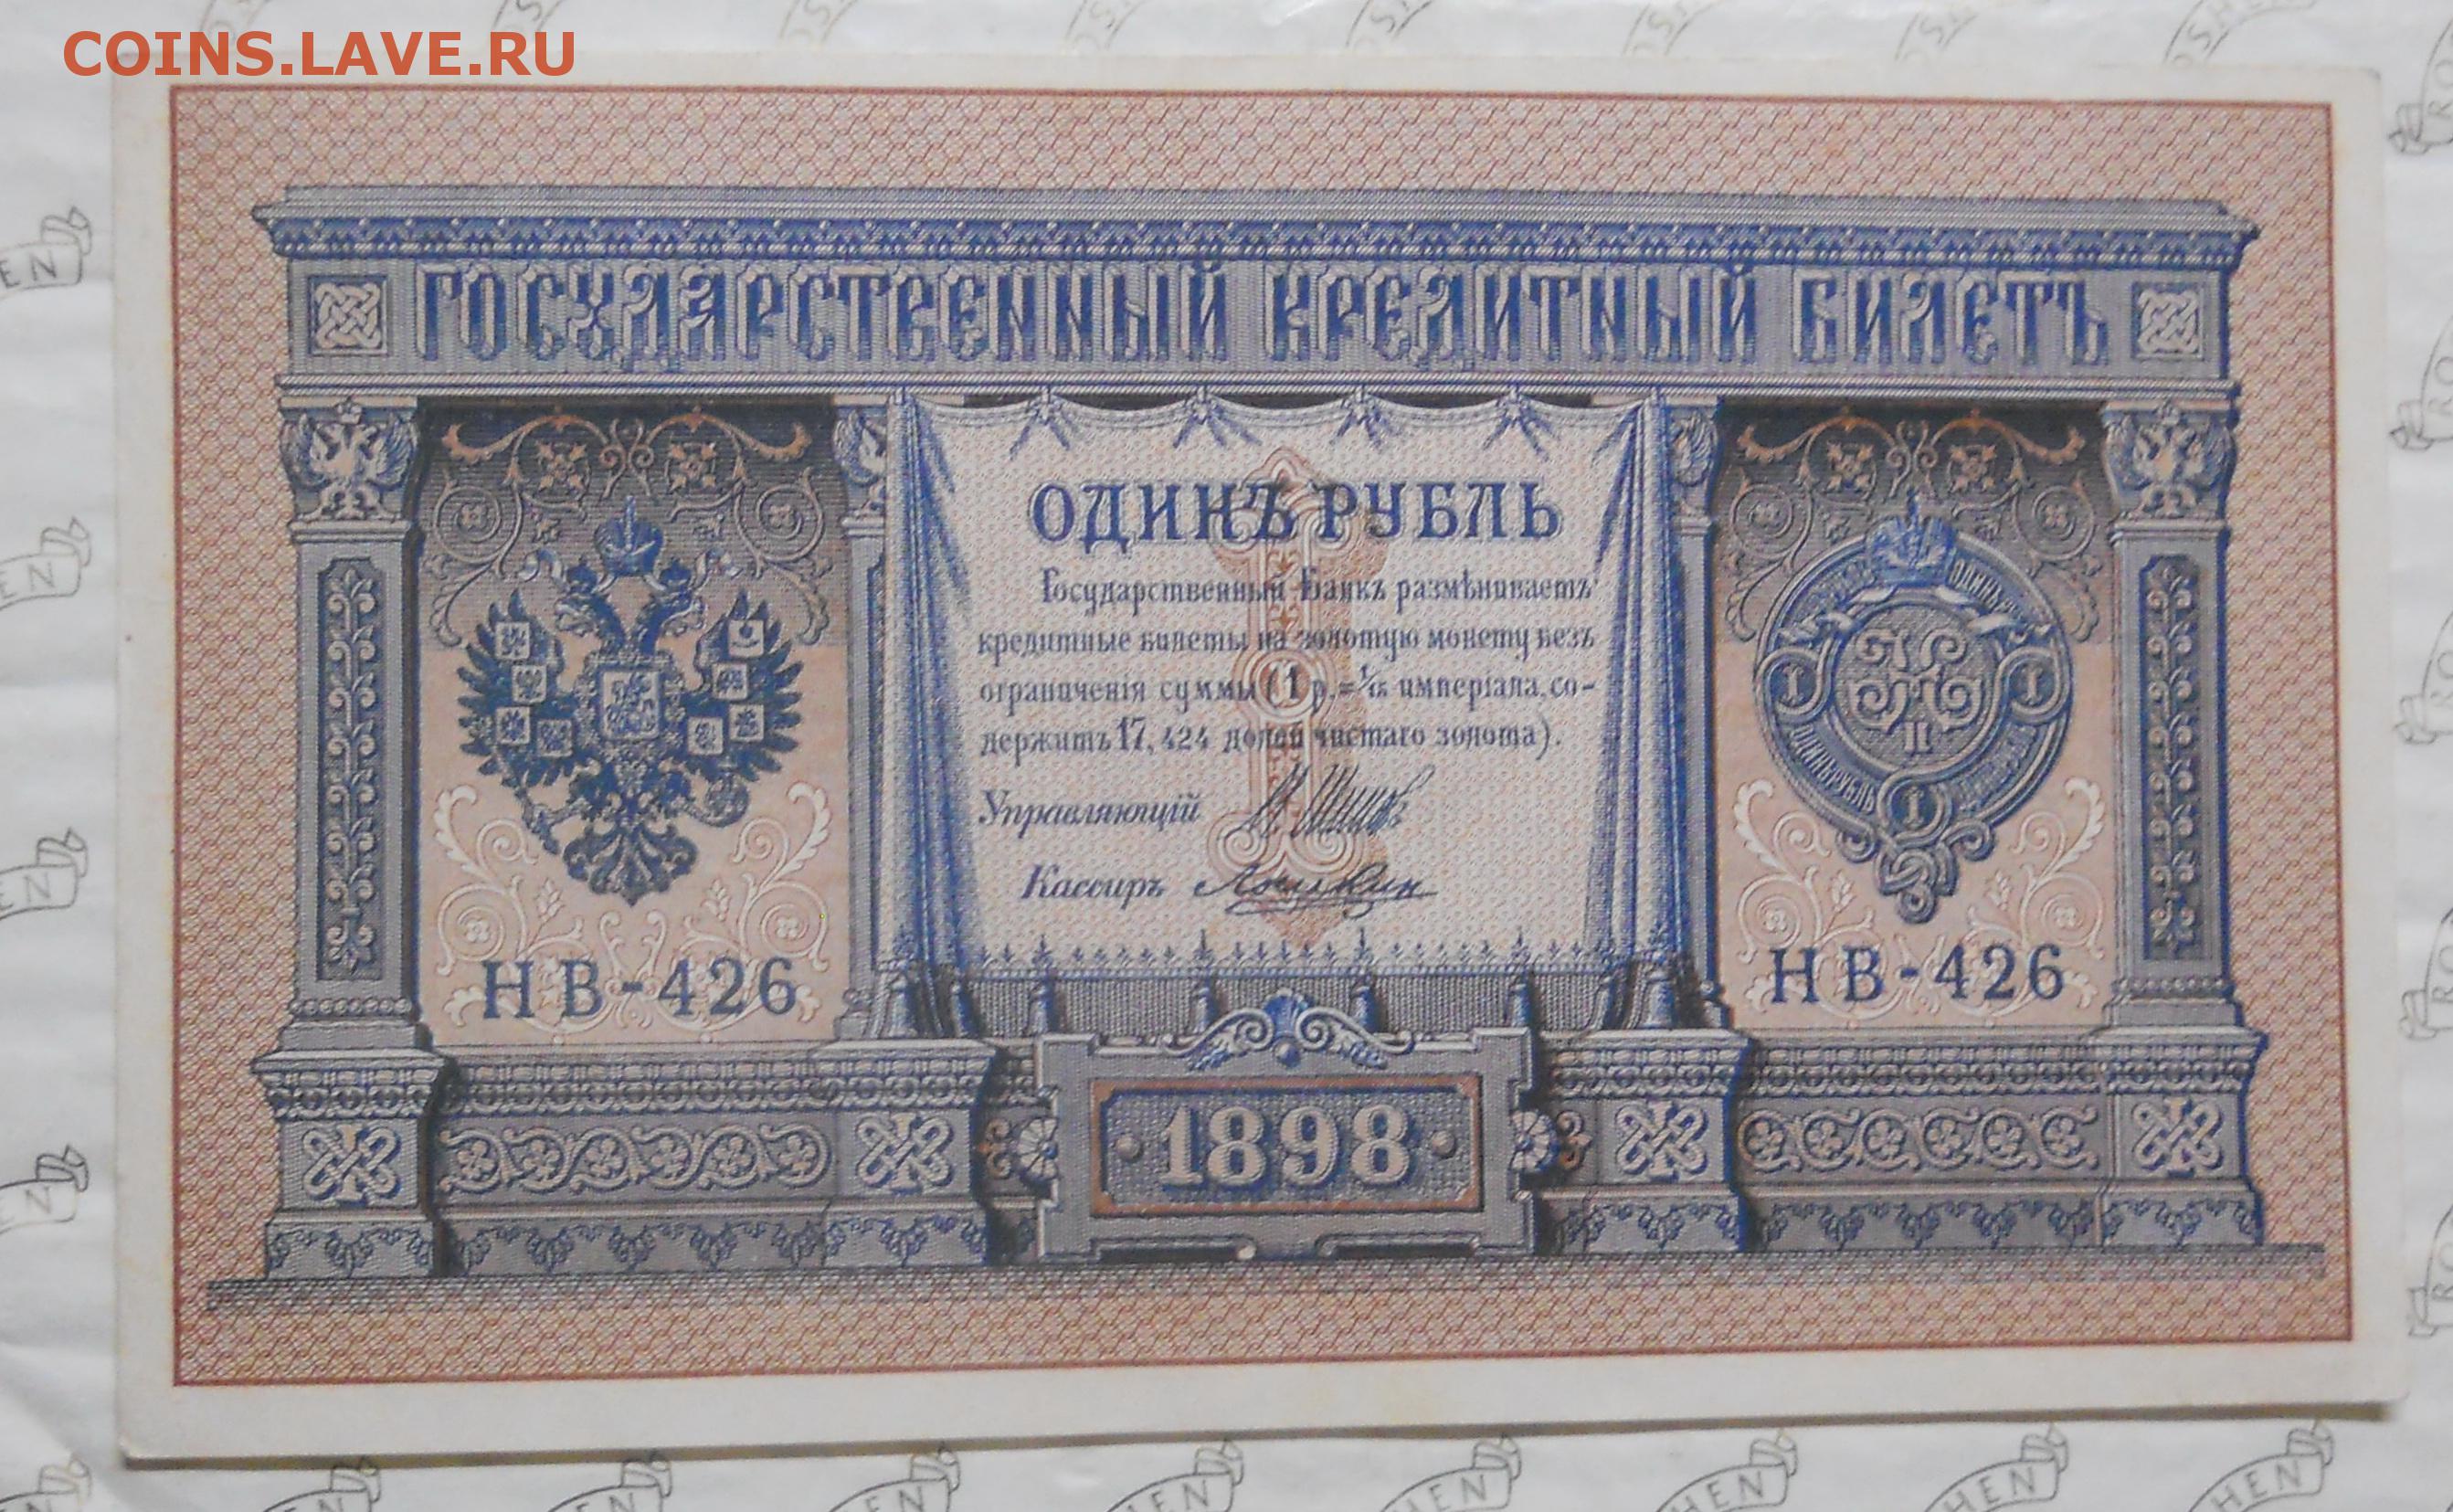 COINS.LAVE.RU
ГОСУДАРСТВЕННЫЙ КРЕДИТНЫЙ БИЛЕТЪ
ОДИНЪ РУБЛЬ
Государственный Банкъ размѣниваетъ
кредитные билеты на золотую монету безъ
ограниченія суммы (1 р.= 1/15 имперіала, со-
держитъ 17,424 долей чистаго золота).
Управляющій
Кассиръ
НВ-426 НВ-426
1898